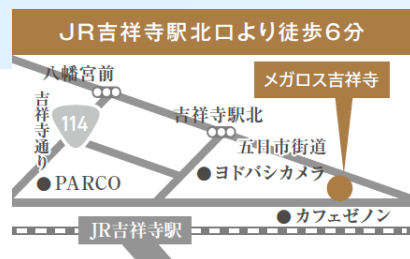 JR吉祥寺駅北口より徒歩6分
八幡宮前
メガロス吉祥寺
吉祥寺通り
114
吉祥寺駅北
五日市街道
PARCO
ヨドバシカメラ
カフェゼノン
JR吉祥寺駅